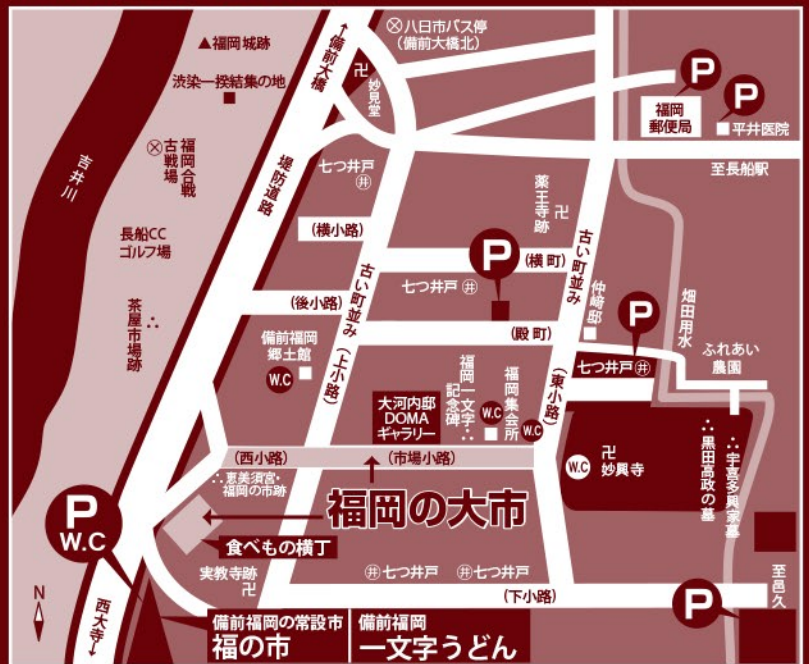 ▲福岡城跡
渋染一揆結集の地
↑備前大橋
八日市バス停
(備前大橋北)
卍 妙見堂
P
福岡
郵便局
P
平井医院
至長船駅
福岡合戦
古戦場
吉井川
堤防道路
七つ井戸
井
薬王寺跡
卍
長船CC
ゴルフ場
(横小路)
P
(横町)
古い町並み
七つ井戸 井
古い町並み
(後小路)
仲﨑邸
畑田用水
茶屋市場跡
(殿町)
P
備前福岡
郷土館
W.C
(上小路)
七つ井戸 井
ふれあい
農園
福岡一文字
記念碑
福岡集会所
W.C
(東小路)
大河内邸
DOMA
ギャラリー
W.C
(西小路)
(市場小路)
W.C
卍
妙興寺
宇喜多興家の墓
黒田高政の墓
恵美須宮・
福岡の市跡
P
W.C
福岡の大市
食べもの横丁
実教寺跡
卍
井 七つ井戸
井 七つ井戸
至邑久
N
(下小路)
P
西大寺→
備前福岡の常設市
福の市
備前福岡
一文字うどん